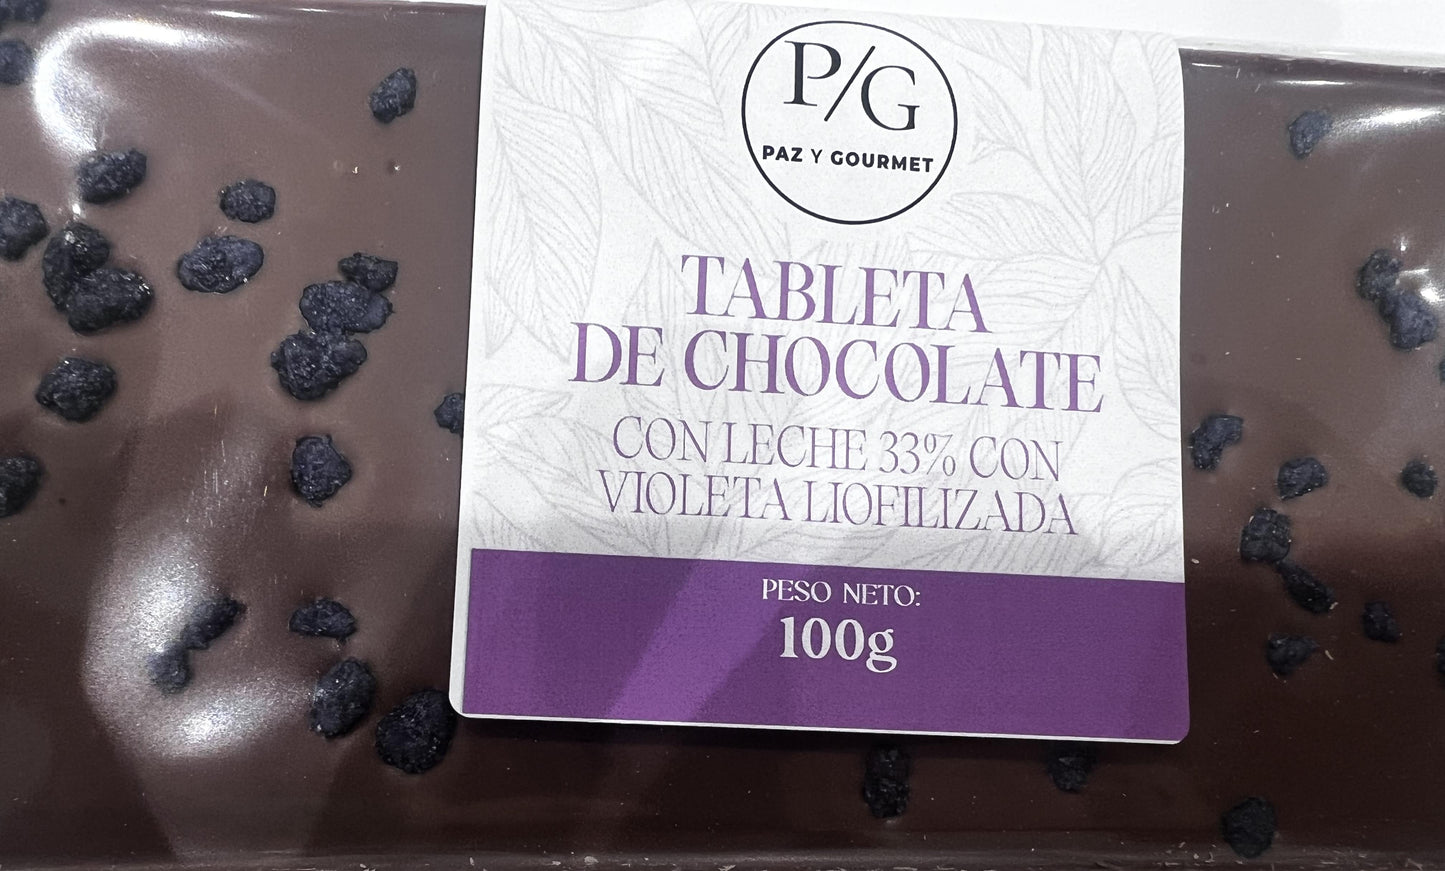 P/G
PAZ Y GOURMET
TABLETA
DE CHOCOLATE
CON LECHE 33% CON
VIOLETA LIOFILIZADA
PESO NETO:
100g